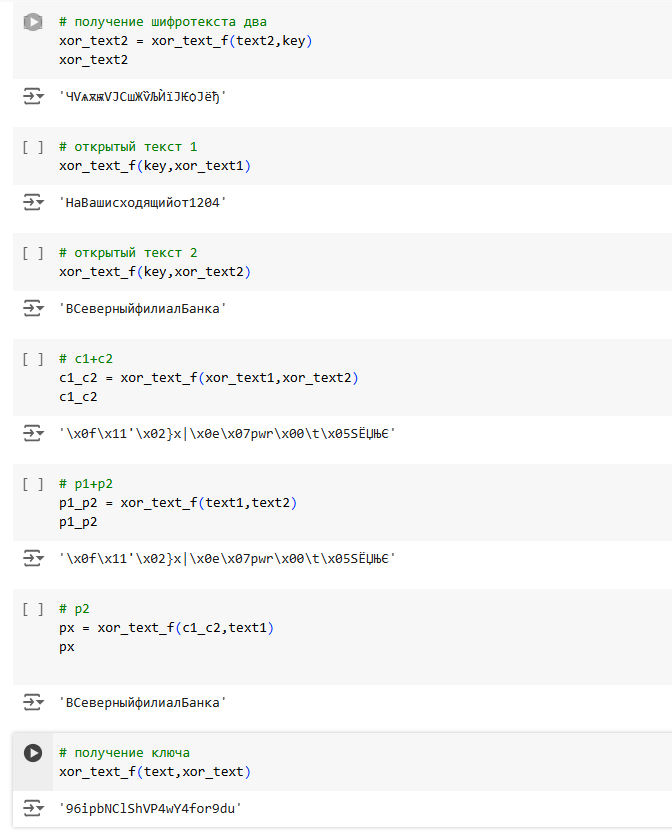 # получение шифротекста два
xor_text2 = xor_text_f(text2,key)
xor_text2
[ ] # открытый текст 1
xor_text_f(key,xor_text1)
'НаВашисходящийот1204'
[ ] # открытый текст 2
xor_text_f(key,xor_text2)
'ВСеверныйфилиалБанка'
[ ] # c1+c2
c1_c2 = xor_text_f(xor_text1,xor_text2)
c1_c2
'\x0f\x11'\x02}x|\x0e\x07pwr\x00\t\x05SЁЏЊЄ'
[ ] # p1+p2
p1_p2 = xor_text_f(text1,text2)
p1_p2
'\x0f\x11'\x02}x|\x0e\x07pwr\x00\t\x05SЁЏЊЄ'
[ ] # p2
px = xor_text_f(c1_c2,text1)
px
'ВСеверныйфилиалБанка'
# получение ключа
xor_text_f(text,xor_text)
'96ipbNClShVP4wY4for9du'